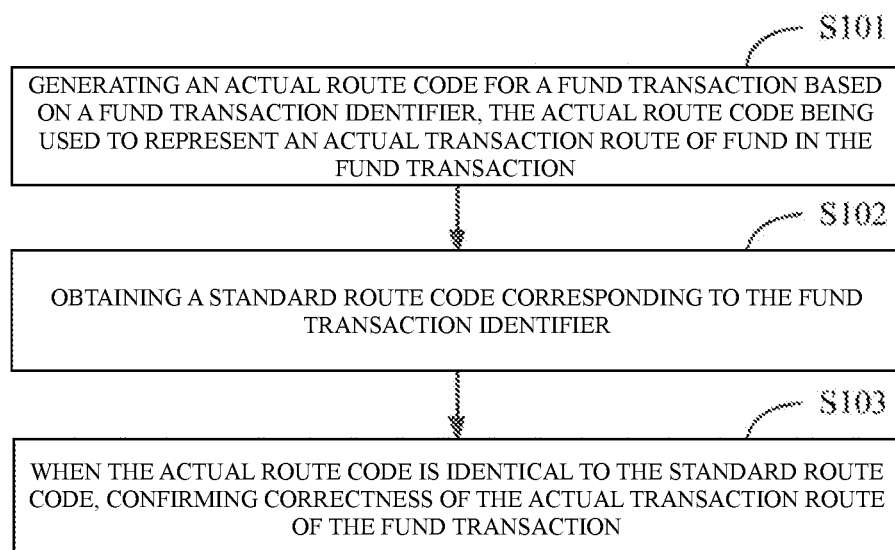 S101
GENERATING AN ACTUAL ROUTE CODE FOR A FUND TRANSACTION BASED
ON A FUND TRANSACTION IDENTIFIER, THE ACTUAL ROUTE CODE BEING
USED TO REPRESENT AN ACTUAL TRANSACTION ROUTE OF FUND IN THE
FUND TRANSACTION
S102
OBTAINING A STANDARD ROUTE CODE CORRESPONDING TO THE FUND
TRANSACTION IDENTIFIER
S103
WHEN THE ACTUAL ROUTE CODE IS IDENTICAL TO THE STANDARD ROUTE
CODE, CONFIRMING CORRECTNESS OF THE ACTUAL TRANSACTION ROUTE
OF THE FUND TRANSACTION